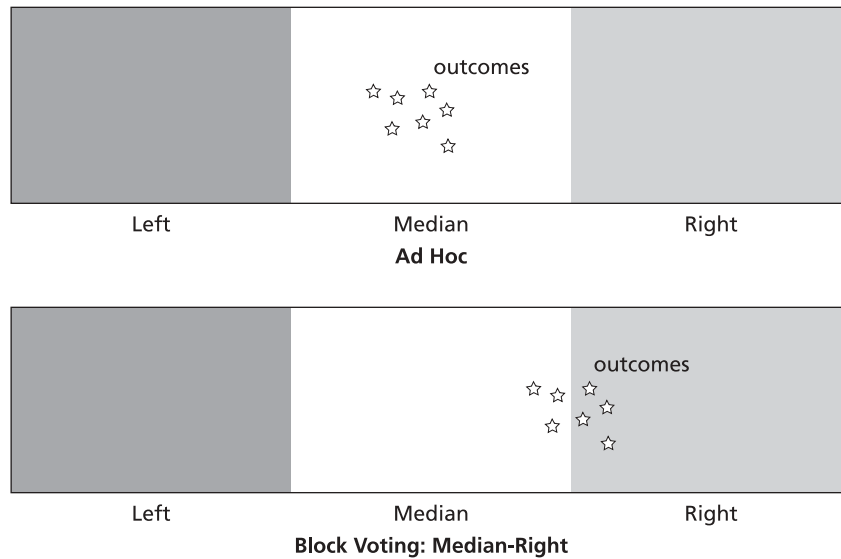 outcomes
Left Median Right
Ad Hoc
outcomes
Left Median Right
Block Voting: Median-Right